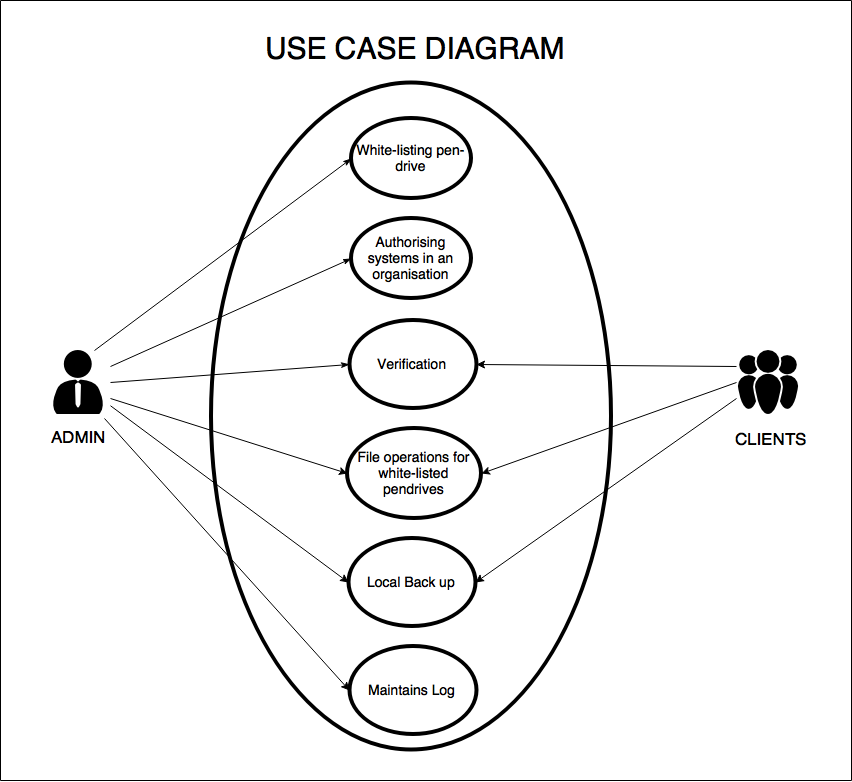 USE CASE DIAGRAM
White-listing pen-
drive
Authorising
systems in an
organisation
Verification
File operations for
white-listed
pendrives
Local Back up
Maintains Log
ADMIN
CLIENTS